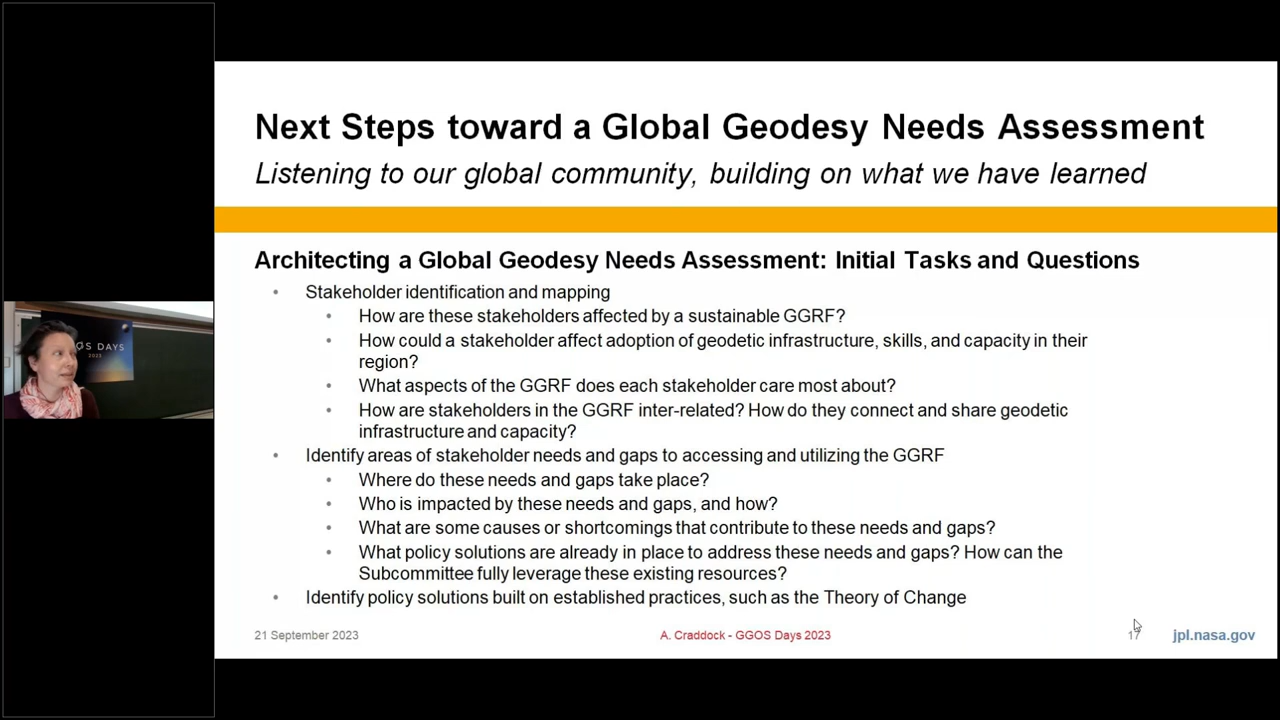 Next Steps toward a Global Geodesy Needs Assessment
Listening to our global community, building on what we have learned
Architecting a Global Geodesy Needs Assessment: Initial Tasks and Questions
• Stakeholder identification and mapping
• How are these stakeholders affected by a sustainable GGRF?
• How could a stakeholder affect adoption of geodetic infrastructure, skills, and capacity in their
region?
• What aspects of the GGRF does each stakeholder care most about?
• How are stakeholders in the GGRF inter-related? How do they connect and share geodetic
infrastructure and capacity?
• Identify areas of stakeholder needs and gaps to accessing and utilizing the GGRF
• Where do these needs and gaps take place?
• Who is impacted by these needs and gaps, and how?
• What are some causes or shortcomings that contribute to these needs and gaps?
• What policy solutions are already in place to address these needs and gaps? How can the
Subcommittee fully leverage these existing resources?
• Identify policy solutions built on established practices, such as the Theory of Change
21 September 2023
A. Craddock - GGOS Days 2023
17
jpl.nasa.gov
OS DAYS
2023